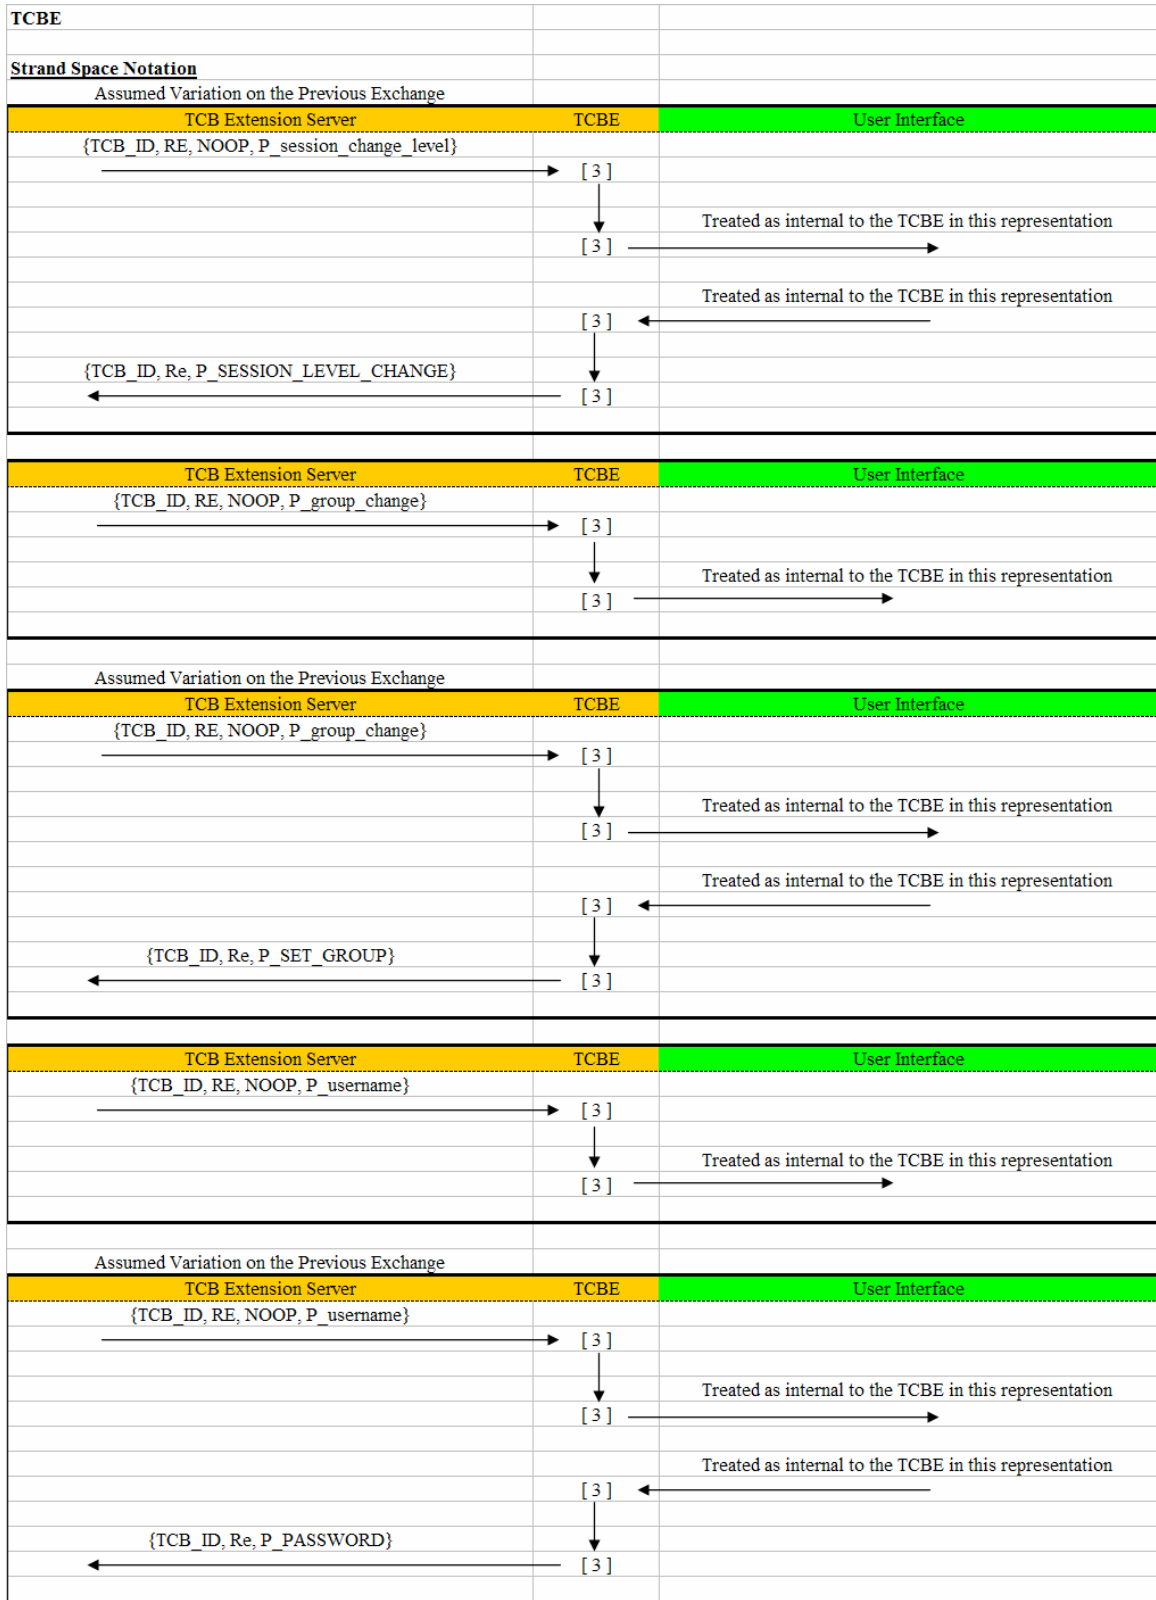 TCBE
Strand Space Notation
Assumed Variation on the Previous Exchange
TCB Extension Server TCBE User Interface
{TCB_ID, RE, NOOP, P_session_change_level}
[ 3 ]
Treated as internal to the TCBE in this representation
[ 3 ]
Treated as internal to the TCBE in this representation
[ 3 ]
{TCB_ID, Re, P_SESSION_LEVEL_CHANGE}
[ 3 ]
TCB Extension Server TCBE User Interface
{TCB_ID, RE, NOOP, P_group_change}
[ 3 ]
Treated as internal to the TCBE in this representation
[ 3 ]
Assumed Variation on the Previous Exchange
TCB Extension Server TCBE User Interface
{TCB_ID, RE, NOOP, P_group_change}
[ 3 ]
Treated as internal to the TCBE in this representation
[ 3 ]
Treated as internal to the TCBE in this representation
[ 3 ]
{TCB_ID, Re, P_SET_GROUP}
[ 3 ]
TCB Extension Server TCBE User Interface
{TCB_ID, RE, NOOP, P_username}
[ 3 ]
Treated as internal to the TCBE in this representation
[ 3 ]
Assumed Variation on the Previous Exchange
TCB Extension Server TCBE User Interface
{TCB_ID, RE, NOOP, P_username}
[ 3 ]
Treated as internal to the TCBE in this representation
[ 3 ]
Treated as internal to the TCBE in this representation
[ 3 ]
{TCB_ID, Re, P_PASSWORD}
[ 3 ]